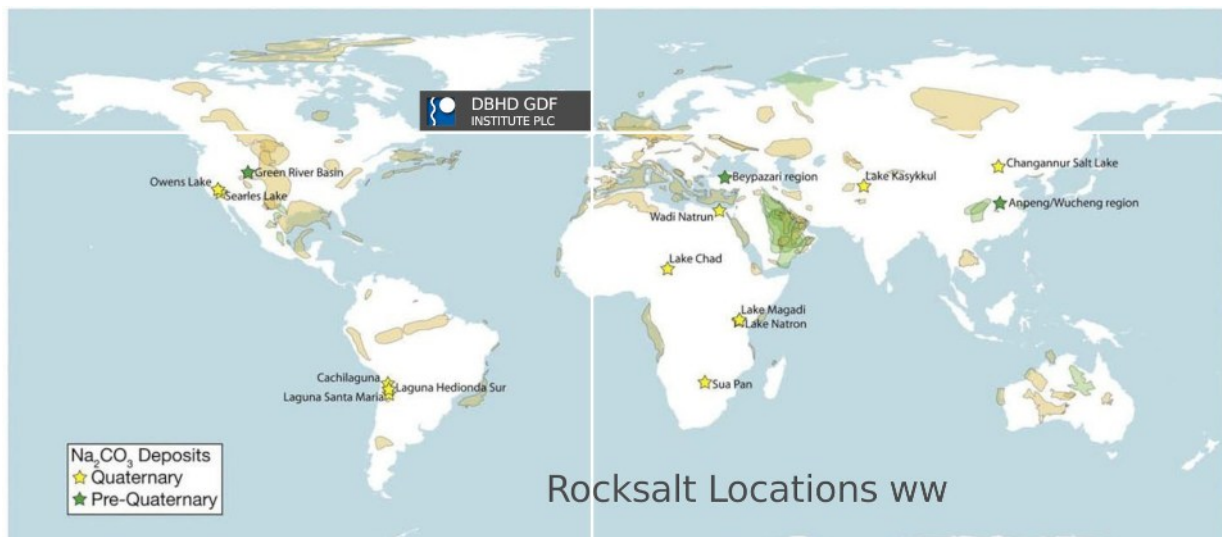 DBHD GDF
INSTITUTE PLC
Green River Basin
Owens Lake
Searles Lake
Beypazari region
Lake Kasykkul
Changannur Salt Lake
Anpeng/Wucheng region
Wadi Natrun
Lake Chad
Lake Magadi
Lake Natron
Cachilaguna
Laguna Hedionda Sur
Laguna Santa Maria
Sua Pan
Na₂CO₃ Deposits
Quaternary
Pre-Quaternary
Rocksalt Locations ww